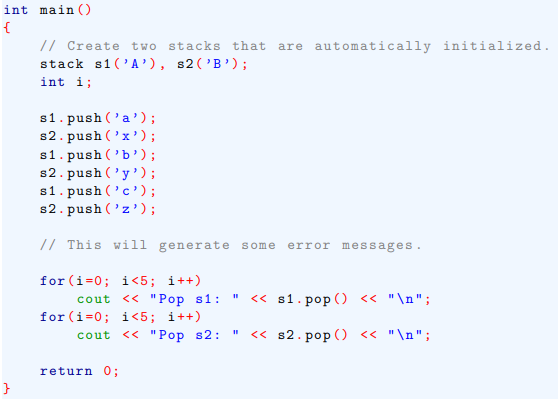 int main()
{
    // Create two stacks that are automatically initialized.
    stack s1('A'), s2('B');
    int i;

    s1.push('a');
    s2.push('x');
    s1.push('b');
    s2.push('y');
    s1.push('c');
    s2.push('z');

    // This will generate some error messages.

    for(i=0; i<5; i++)
        cout << "Pop s1: " << s1.pop() << "\n";
    for(i=0; i<5; i++)
        cout << "Pop s2: " << s2.pop() << "\n";

    return 0;
}